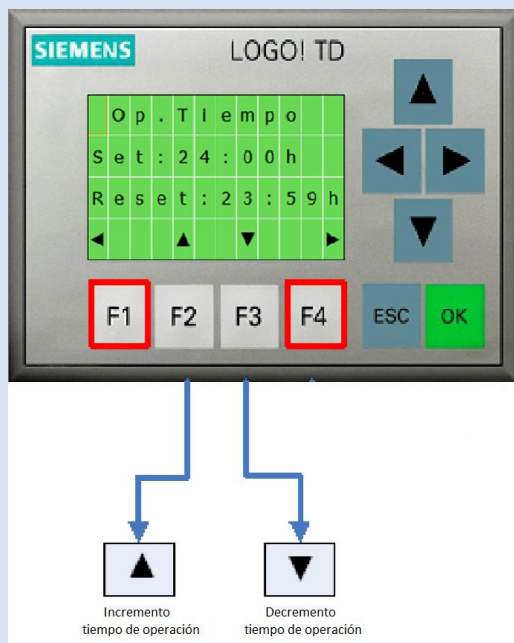 SIEMENS
LOGO! TD
Op.Tiempo
Set:24:00h
Reset:23:59h
◀ ▲ ▼ ▶
F1 F2 F3 F4 ESC OK
Incremento
tiempo de operación
Decremento
tiempo de operación